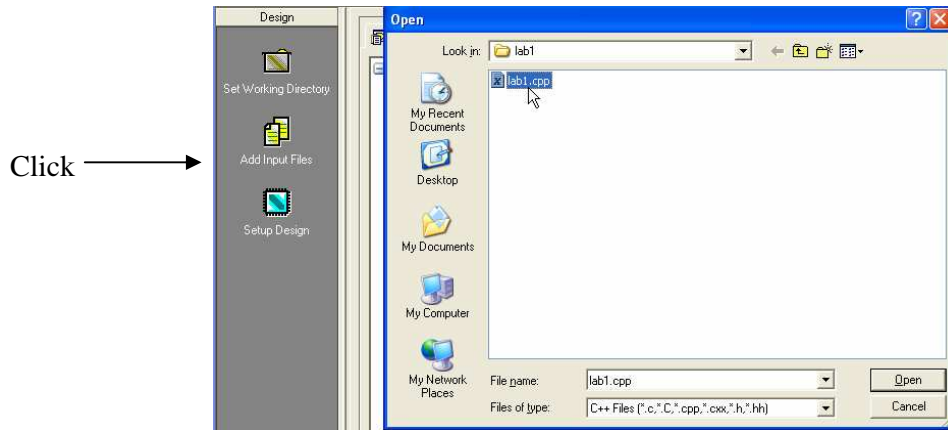 Click
Design
Set Working Directory
Add Input Files
Setup Design
Open
Look in:
lab1
lab1.cpp
My Recent
Documents
Desktop
My Documents
My Computer
My Network
Places
File name:
lab1.cpp
Open
Files of type:
C++ Files (*.c,*.C,*.cpp,*.cxx,*.h,*.hh)
Cancel